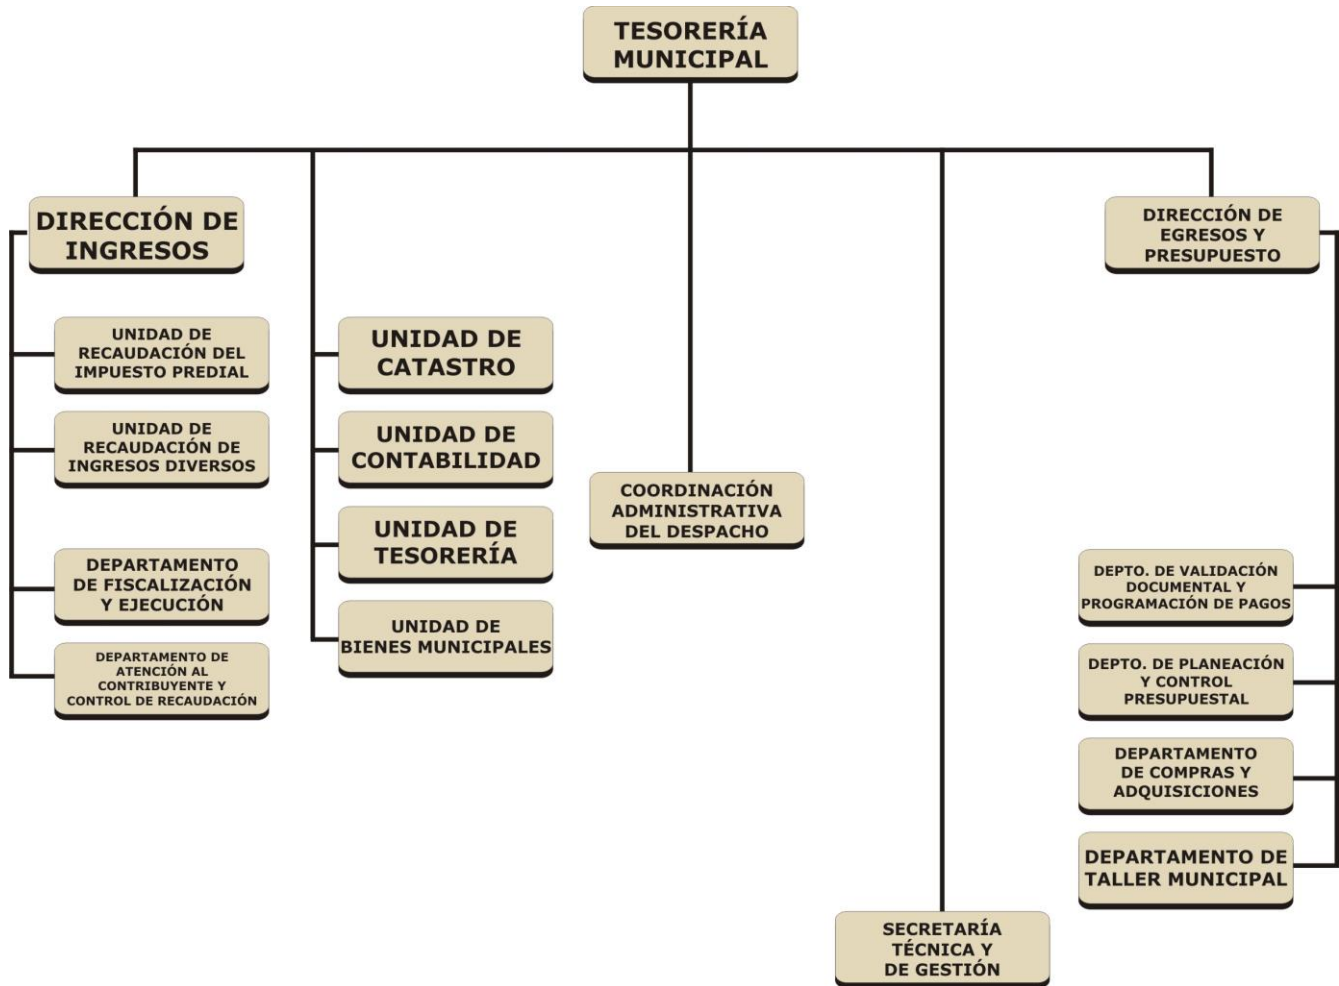 TESORERÍA
MUNICIPAL
DIRECCIÓN DE
INGRESOS
UNIDAD DE
RECAUDACIÓN DEL
IMPUESTO PREDIAL
UNIDAD DE
RECAUDACIÓN DE
INGRESOS DIVERSOS
DEPARTAMENTO
DE FISCALIZACIÓN
Y EJECUCIÓN
DEPARTAMENTO DE
ATENCIÓN AL
CONTRIBUYENTE Y
CONTROL DE RECAUDACIÓN
UNIDAD DE
CATASTRO
UNIDAD DE
CONTABILIDAD
UNIDAD DE
TESORERÍA
UNIDAD DE
BIENES MUNICIPALES
COORDINACIÓN
ADMINISTRATIVA
DEL DESPACHO
SECRETARÍA
TÉCNICA Y
DE GESTIÓN
DIRECCIÓN DE
EGRESOS Y
PRESUPUESTO
DEPTO. DE VALIDACIÓN
DOCUMENTAL Y
PROGRAMACIÓN DE PAGOS
DEPTO. DE PLANEACIÓN
Y CONTROL
PRESUPUESTAL
DEPARTAMENTO
DE COMPRAS Y
ADQUISICIONES
DEPARTAMENTO DE
TALLER MUNICIPAL